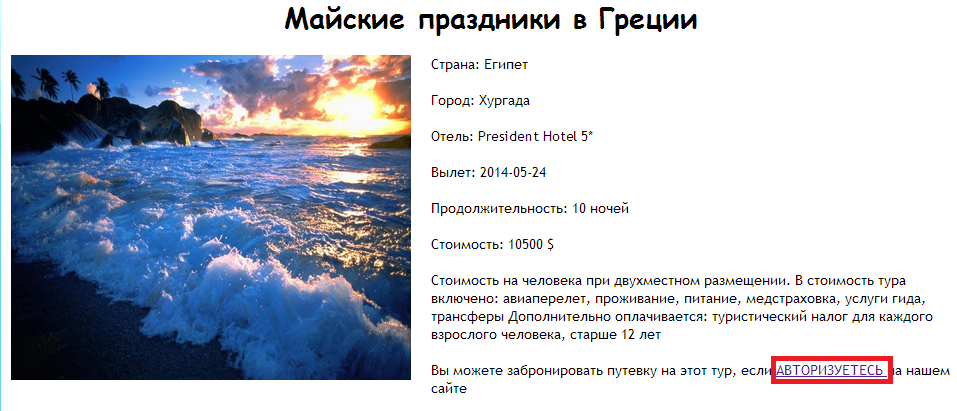 Майские праздники в Греции
Страна: Египет
Город: Хургада
Отель: President Hotel 5*
Вылет: 2014-05-24
Продолжительность: 10 ночей
Стоимость: 10500 $
Стоимость на человека при двухместном размещении. В стоимость тура
включено: авиаперелет, проживание, питание, медстраховка, услуги гида,
трансферы Дополнительно оплачивается: туристический налог для каждого
взрослого человека, старше 12 лет
Вы можете забронировать путевку на этот тур, если АВТОРИЗУЕТЕСЬ на нашем
сайте